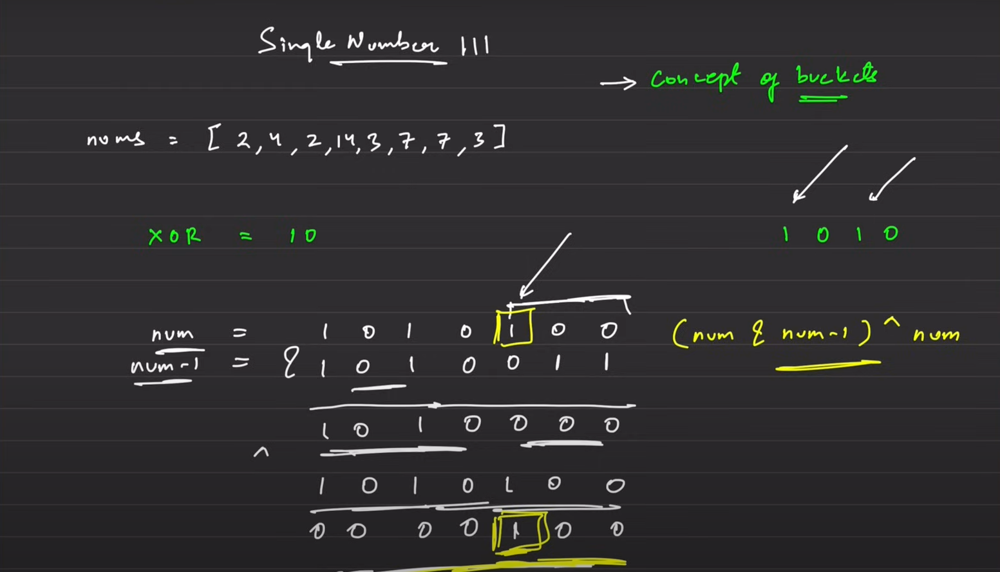 Single Number III
→ Concept of buckets
nums = [ 2, 4, 2, 14, 3, 7, 7, 3 ]
XOR = 10
1 0 1 0
num = 1 0 1 0 1 0 0
(num & num-1) ^ num
num-1 = & 1 0 1 0 0 1 1
1 0 1 0 0 0 0
^
1 0 1 0 1 0 0
0 0 0 0 1 0 0